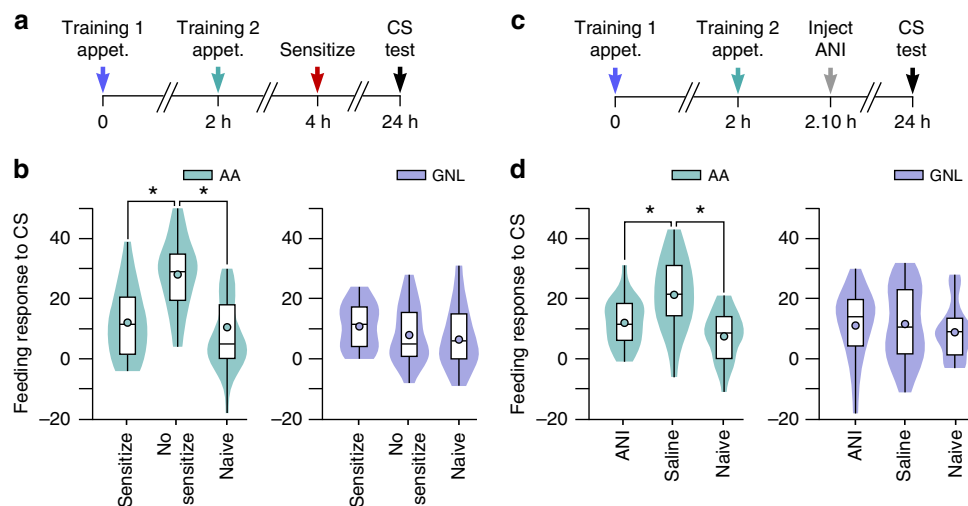 a
Training 1 appet.
Training 2 appet.
Sensitize
CS test
0
2 h
4 h
24 h
c
Training 1 appet.
Training 2 appet.
Inject ANI
CS test
0
2 h
2.10 h
24 h
b
Feeding response to CS
AA
* *
40
20
0
–20
Sensitize
No sensitize
Naive
GNL
40
20
0
–20
Sensitize
No sensitize
Naive
d
Feeding response to CS
AA
* *
40
20
0
–20
ANI
Saline
Naive
GNL
40
20
0
–20
ANI
Saline
Naive